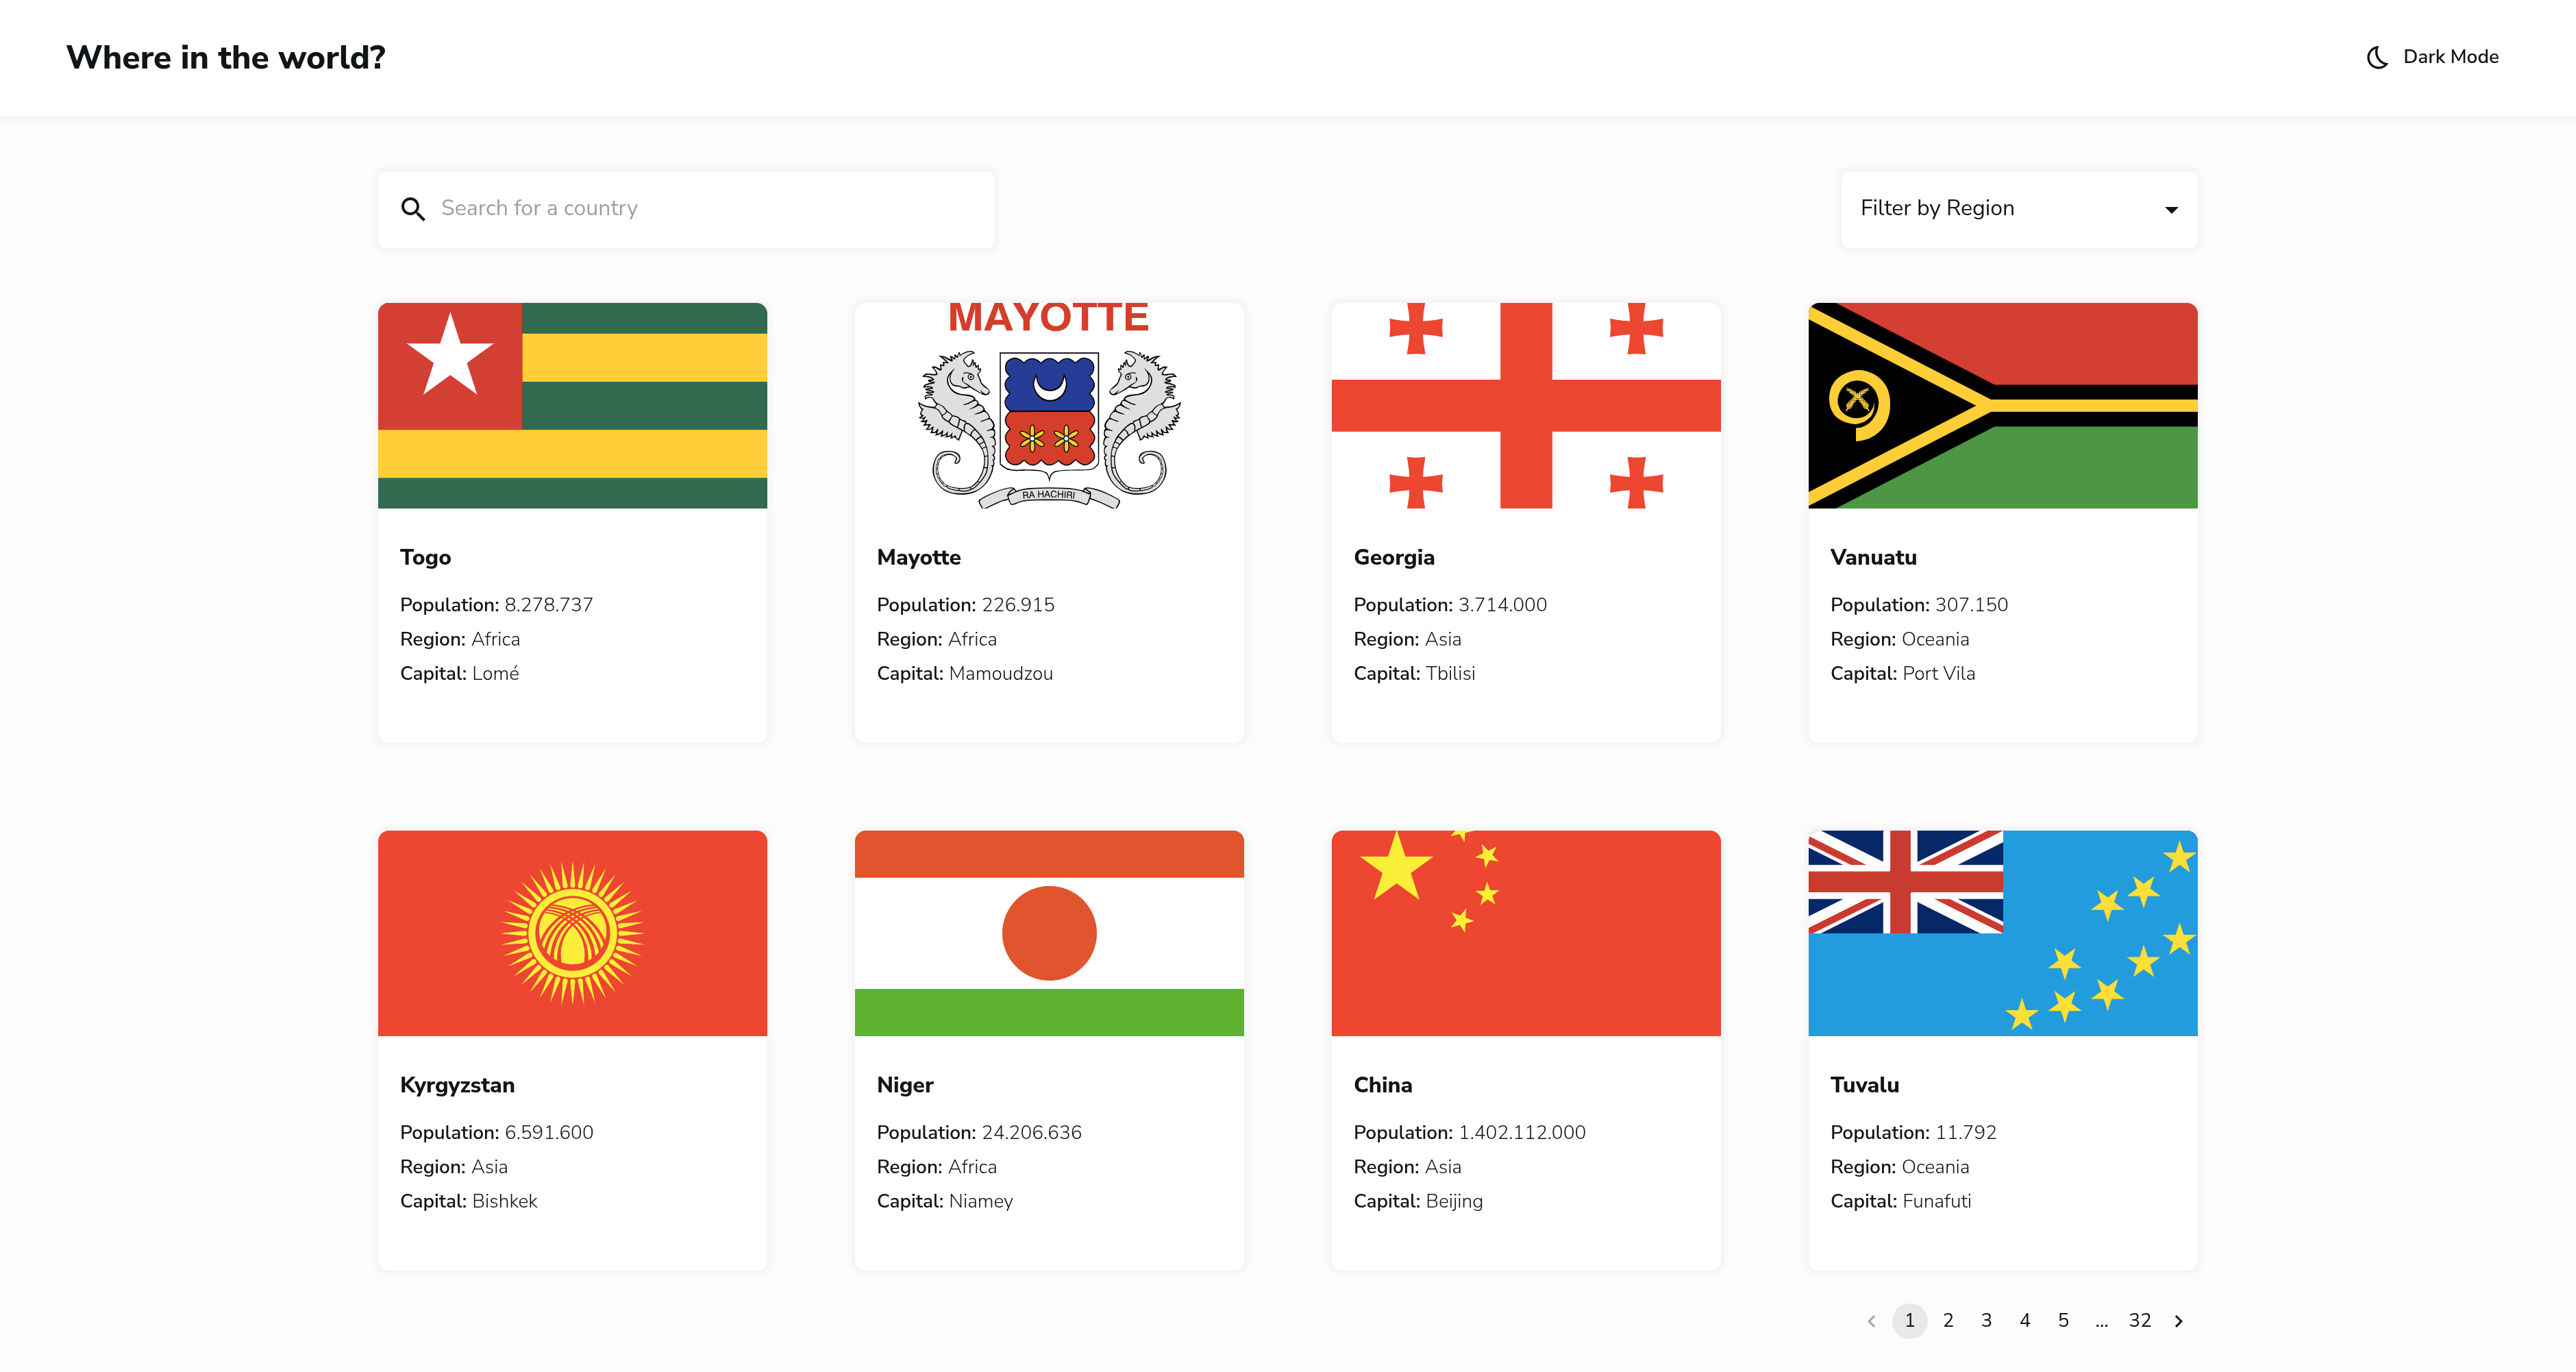 Where in the world?
Dark Mode
Search for a country
Filter by Region
MAYOTTE
RA HACHIRI
Togo
Population: 8.278.737
Region: Africa
Capital: Lomé
Mayotte
Population: 226.915
Region: Africa
Capital: Mamoudzou
Georgia
Population: 3.714.000
Region: Asia
Capital: Tbilisi
Vanuatu
Population: 307.150
Region: Oceania
Capital: Port Vila
Kyrgyzstan
Population: 6.591.600
Region: Asia
Capital: Bishkek
Niger
Population: 24.206.636
Region: Africa
Capital: Niamey
China
Population: 1.402.112.000
Region: Asia
Capital: Beijing
Tuvalu
Population: 11.792
Region: Oceania
Capital: Funafuti
1 2 3 4 5 ... 32